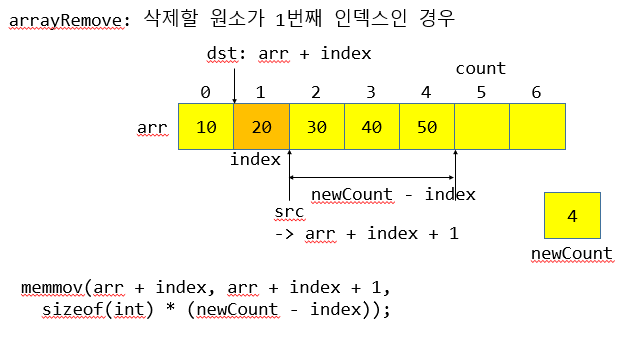 arrayRemove: 삭제할 원소가 1번째 인덱스인 경우
dst: arr + index
count
0 1 2 3 4 5 6
arr 10 20 30 40 50
index
newCount - index
src
-> arr + index + 1
4
newCount
memmov(arr + index, arr + index + 1,
sizeof(int) * (newCount - index));